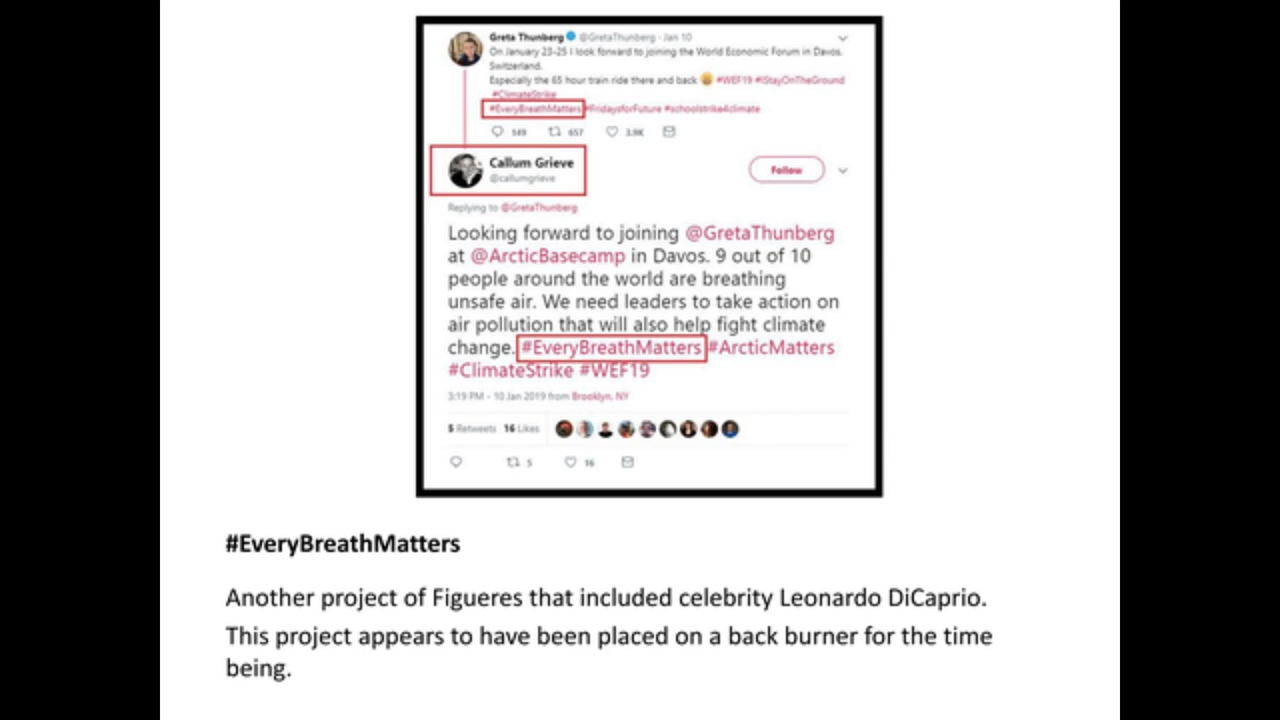 Greta Thunberg @GretaThunberg · Jan 10
On January 23-25 I look forward to joining the World Economic Forum in Davos,
Switzerland.
Especially the 65 hour train ride there and back 😄 #WEF19 #IStayOnTheGround
#ClimateStrike
#EveryBreathMatters #FridaysforFuture #schoolstrike4climate
149 657 3.9K
Callum Grieve
@callumgrieve
Follow
Replying to @GretaThunberg
Looking forward to joining @GretaThunberg
at @ArcticBasecamp in Davos. 9 out of 10
people around the world are breathing
unsafe air. We need leaders to take action on
air pollution that will also help fight climate
change. #EveryBreathMatters #ArcticMatters
#ClimateStrike #WEF19
3:19 PM - 10 Jan 2019 from Brooklyn, NY
5 Retweets 16 Likes
5 16
#EveryBreathMatters
Another project of Figueres that included celebrity Leonardo DiCaprio.
This project appears to have been placed on a back burner for the time
being.